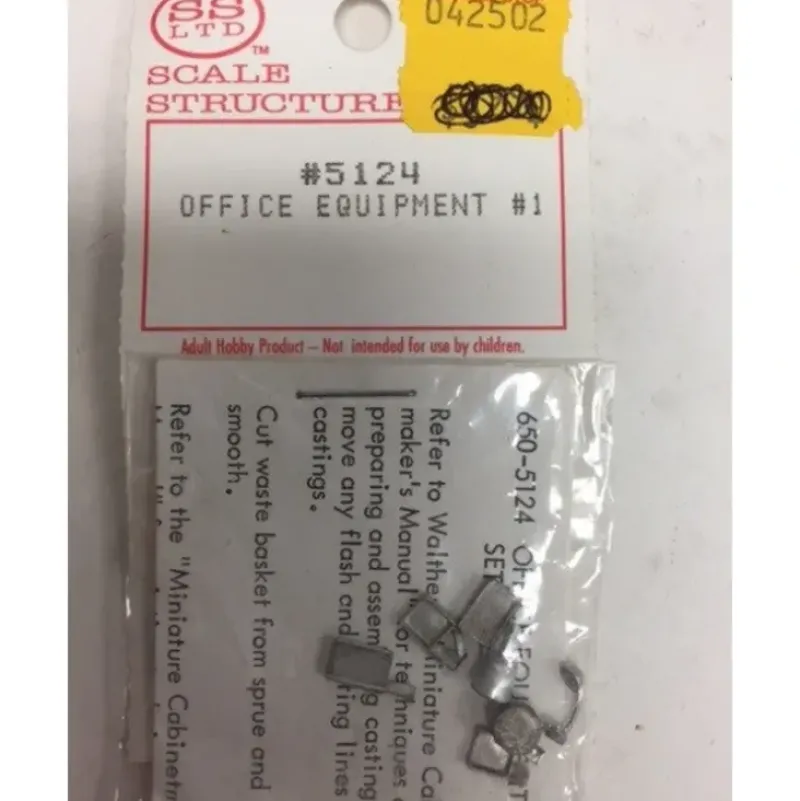 SS
LTD
TM
SCALE
STRUCTURE
042502
#5124
OFFICE EQUIPMENT #1
Adult Hobby Product — Not intended for use by children.
650-5124
SET
Refer to
maker's Manual"
preparing and
move any flash and
castings.
Cut waste basket from sprue and
smooth.
Refer to the "Miniature